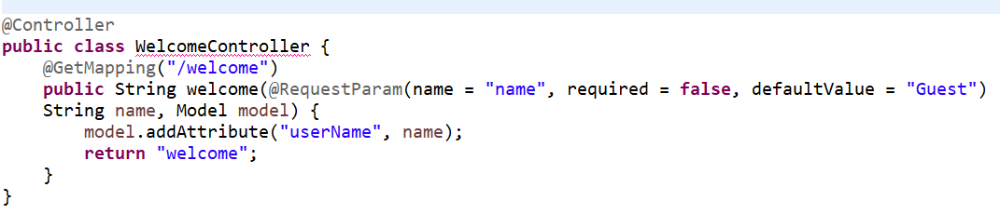 @Controller
public class WelcomeController {
    @GetMapping("/welcome")
    public String welcome(@RequestParam(name = "name", required = false, defaultValue = "Guest")
    String name, Model model) {
        model.addAttribute("userName", name);
        return "welcome";
    }
}